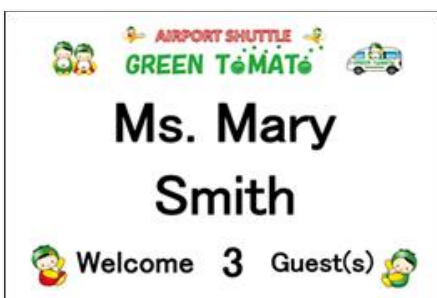 AIRPORT SHUTTLE
GREEN TOMATO
Ms. Mary
Smith
Welcome 3 Guest(s)